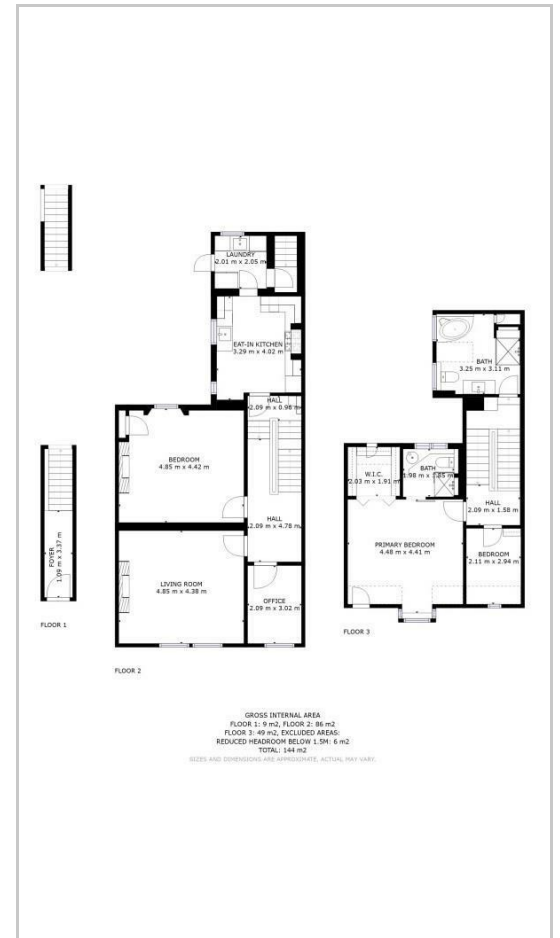 LAUNDRY
2.01 m x 2.05 m
EAT-IN KITCHEN
3.29 m x 4.02 m
HALL
2.09 m x 0.98 m
BEDROOM
4.85 m x 4.42 m
HALL
2.09 m x 4.78 m
LIVING ROOM
4.85 m x 4.38 m
OFFICE
2.09 m x 3.02 m
FOYER
1.09 m x 3.37 m
FLOOR 1
FLOOR 2
BATH
3.25 m x 3.11 m
W.I.C.
2.03 m x 1.91 m
BATH
HALL
2.09 m x 1.58 m
PRIMARY BEDROOM
4.48 m x 4.41 m
BEDROOM
2.11 m x 2.94 m
FLOOR 3
GROSS INTERNAL AREA
FLOOR 1: 9 m2, FLOOR 2: 86 m2
FLOOR 3: 49 m2, EXCLUDED AREAS:
REDUCED HEADROOM BELOW 1.5M: 6 m2
TOTAL: 144 m2
SIZES AND DIMENSIONS ARE APPROXIMATE, ACTUAL MAY VARY.